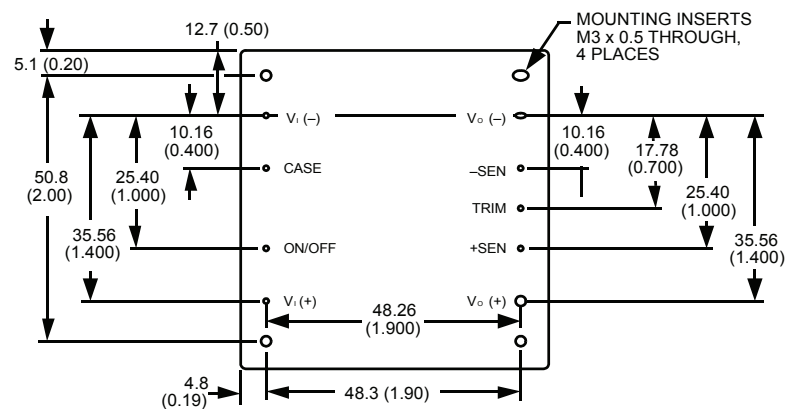 12.7 (0.50)
MOUNTING INSERTS
M3 x 0.5 THROUGH,
4 PLACES
5.1 (0.20)
Vı (–)
Vo (–)
10.16
(0.400)
10.16
(0.400)
17.78
(0.700)
50.8
(2.00)
25.40
(1.000)
CASE
–SEN
25.40
(1.000)
TRIM
35.56
(1.400)
ON/OFF
+SEN
35.56
(1.400)
Vı (+)
48.26
(1.900)
Vo (+)
4.8
(0.19)
48.3 (1.90)